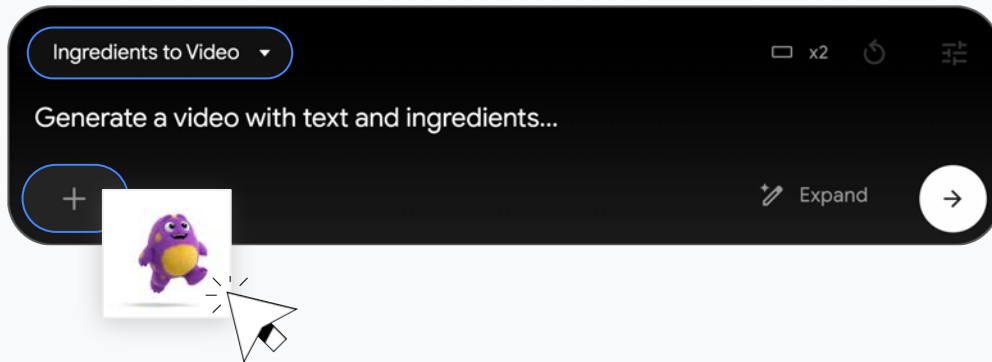 Ingredients to Video
x2
Generate a video with text and ingredients...
Expand